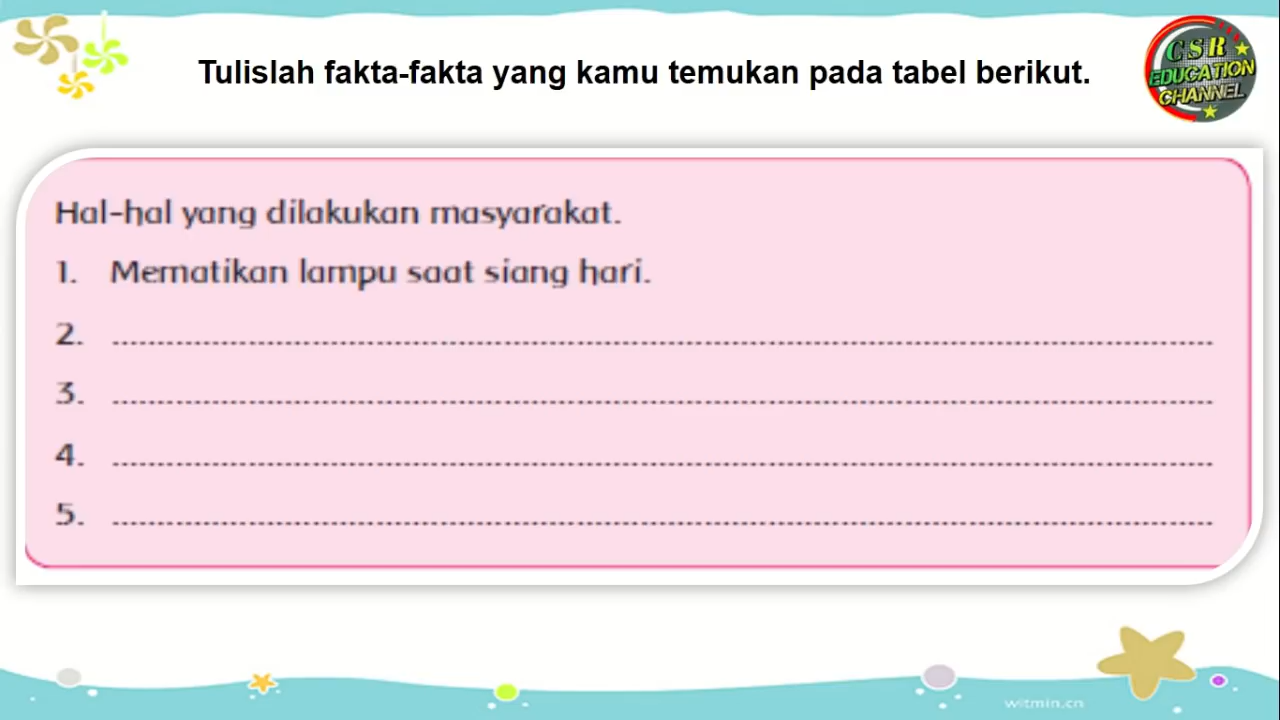 Tulislah fakta-fakta yang kamu temukan pada tabel berikut.
CSR
EDUCATION
CHANNEL
Hal-hal yang dilakukan masyarakat.
1. Mematikan lampu saat siang hari.
2. ....................................................................................................
3. ....................................................................................................
4. ....................................................................................................
5. ....................................................................................................
witmin.cn